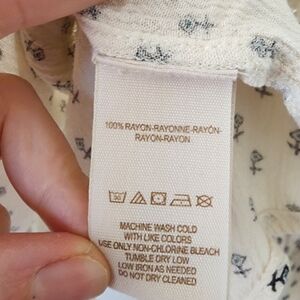 100% RAYON-RAYONNE-RAYÓN-
RAYON-RAYON
MACHINE WASH COLD
WITH LIKE COLORS
USE ONLY NON-CHLORINE BLEACH
TUMBLE DRY LOW
LOW IRON AS NEEDED
DO NOT DRY CLEANED